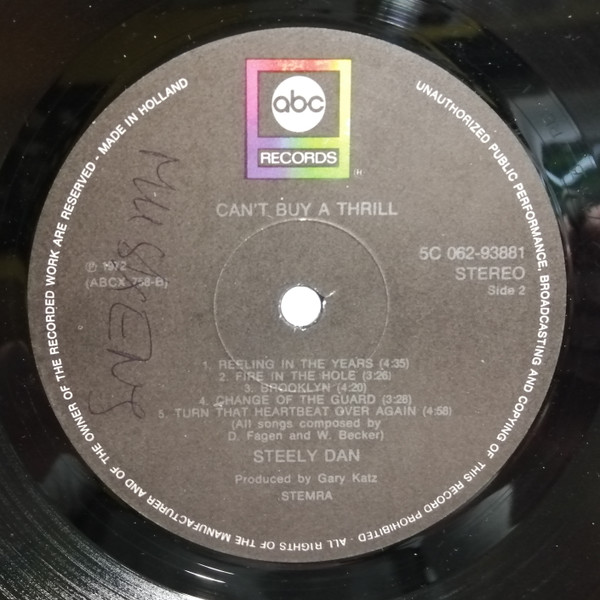 abc
RECORDS
®
CAN'T BUY A THRILL
5C 062-93881
STEREO
Side 2
℗ 1972
(ABCX 758-B)
1. REELING IN THE YEARS (4:35)
2. FIRE IN THE HOLE (3:26)
3. BROOKLYN (4:20)
4. CHANGE OF THE GUARD (3:28)
5. TURN THAT HEARTBEAT OVER AGAIN (4:58)
(All songs composed by
D. Fagen and W. Becker)
STEELY DAN
Produced by Gary Katz
STEMRA
UNAUTHORIZED PUBLIC PERFORMANCE, BROADCASTING AND COPYING OF THIS RECORD PROHIBITED - ALL RIGHTS OF THE MANUFACTURER AND OF THE OWNER OF THE RECORDED WORK ARE RESERVED - MADE IN HOLLAND